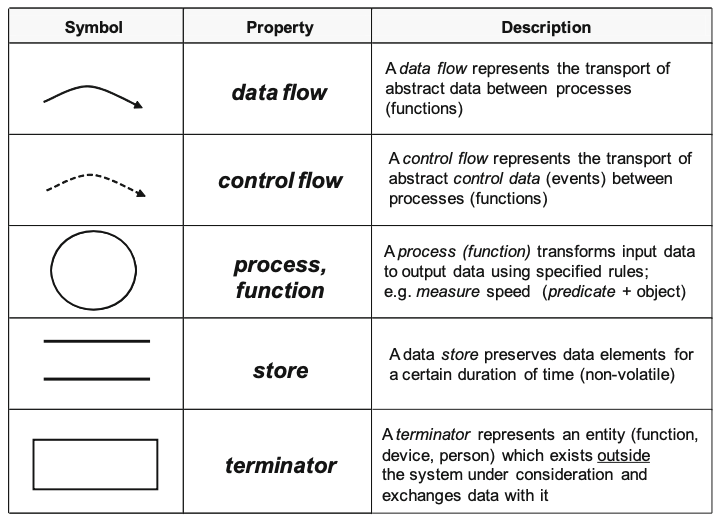 Symbol Property Description
data flow
A data flow represents the transport of
abstract data between processes
(functions)
control flow
A control flow represents the transport of
abstract control data (events) between
processes (functions)
process,
function
A process (function) transforms input data
to output data using specified rules;
e.g. measure speed (predicate + object)
store
A data store preserves data elements for
a certain duration of time (non-volatile)
terminator
A terminator represents an entity (function,
device, person) which exists outside
the system under consideration and
exchanges data with it